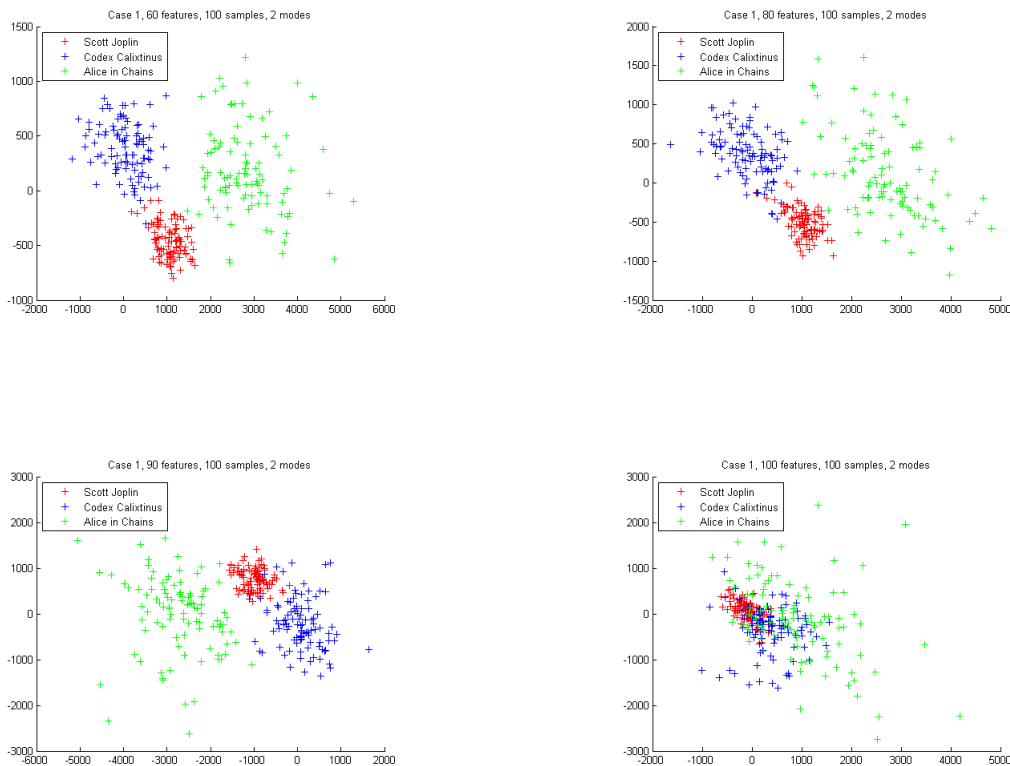 Case 1, 60 features, 100 samples, 2 modes
1500
1000
500
0
-500
-1000
-2000 -1000 0 1000 2000 3000 4000 5000 6000
Scott Joplin
Codex Calixtinus
Alice in Chains
Case 1, 80 features, 100 samples, 2 modes
2000
1500
1000
500
0
-500
-1000
1500
-2000 -1000 0 1000 2000 3000 4000 5000
Scott Joplin
Codex Calixtinus
Alice in Chains
Case 1, 90 features, 100 samples, 2 modes
3000
2000
1000
0
-1000
-2000
-3000
-6000 -5000 -4000 -3000 -2000 -1000 0 1000 2000
Scott Joplin
Codex Calixtinus
Alice in Chains
Case 1, 100 features, 100 samples, 2 modes
3000
2000
1000
0
-1000
-2000
-3000
-2000 -1000 0 1000 2000 3000 4000 5000
Scott Joplin
Codex Calixtinus
Alice in Chains